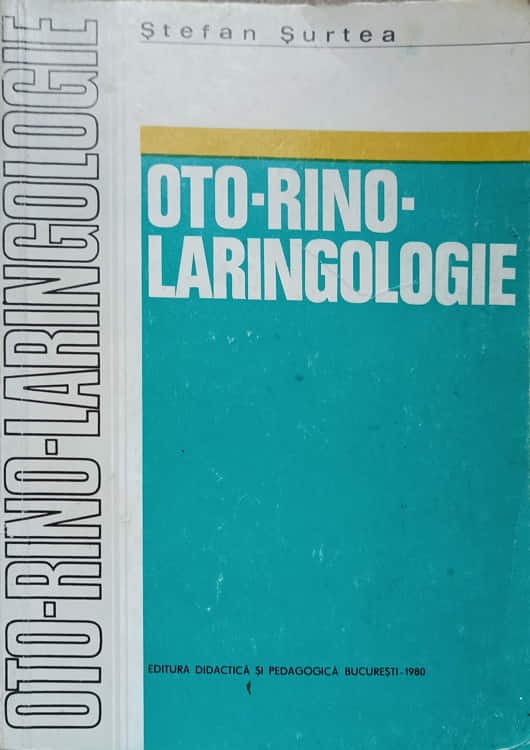 Ștefan Șurtea
OTO-RINO-LARINGOLOGIE
OTO-RINO-
LARINGOLOGIE
EDITURA DIDACTICĂ ȘI PEDAGOGICĂ BUCUREȘTI-1980